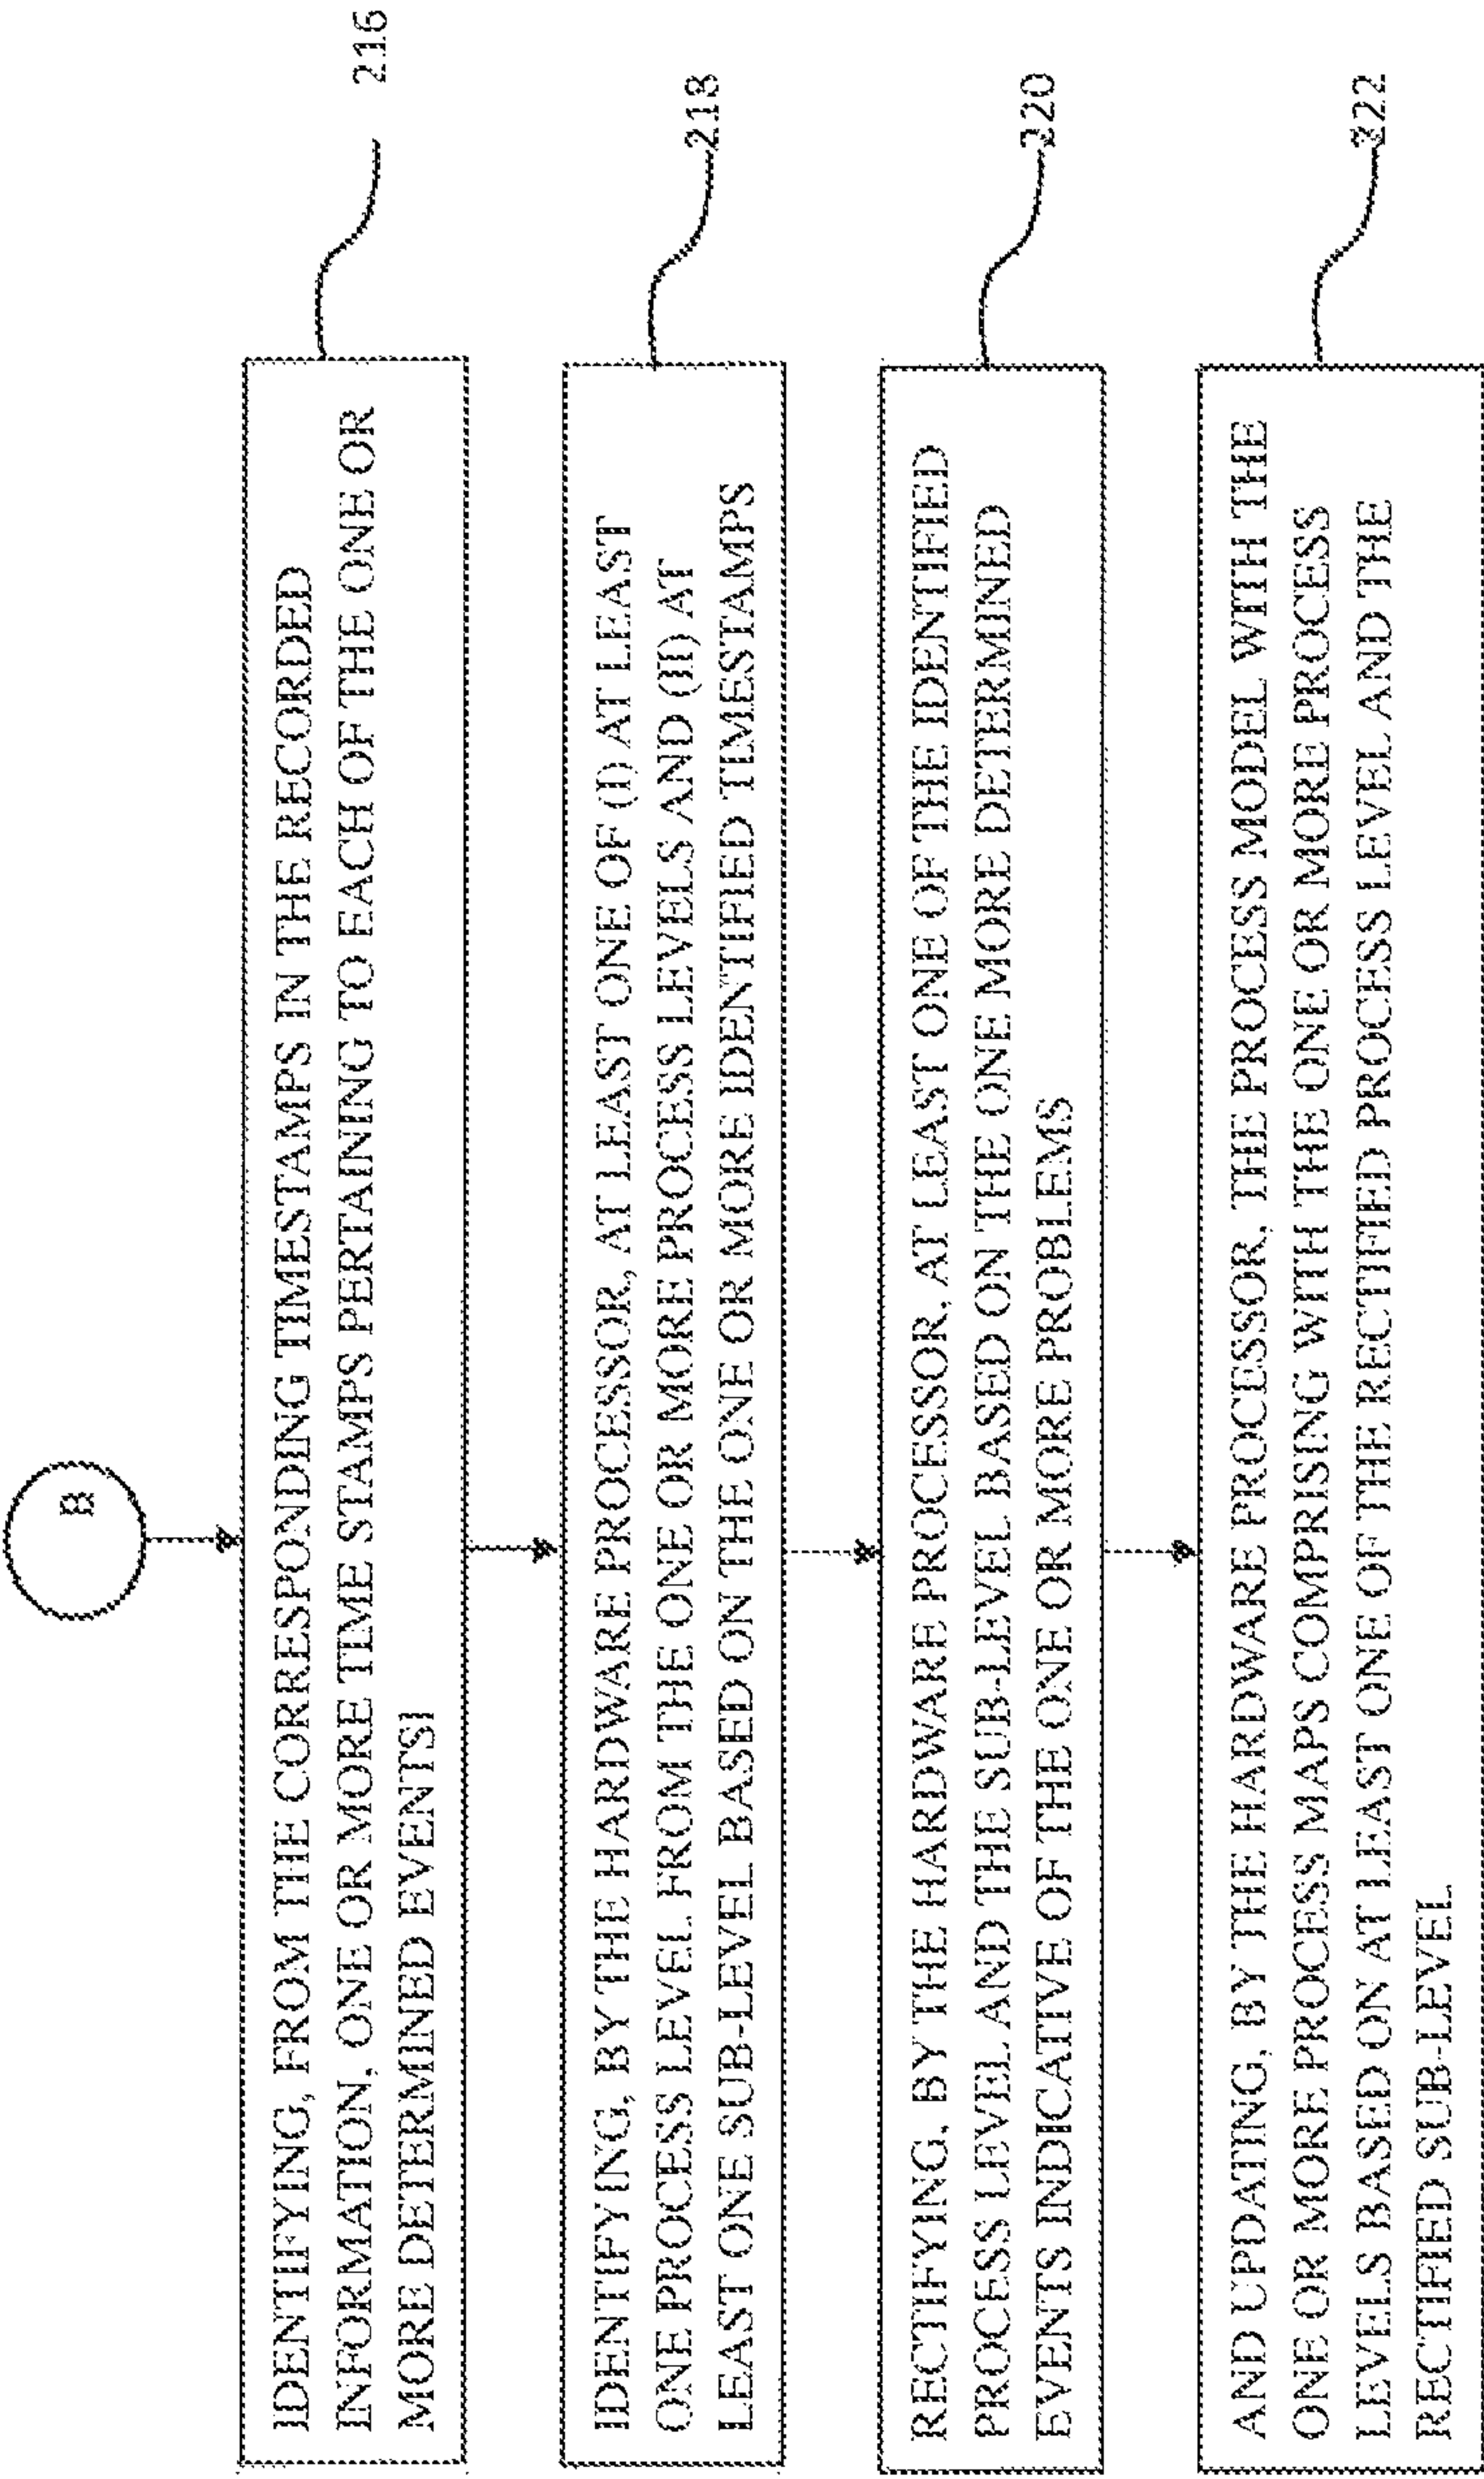 B
IDENTIFYING, FROM THE CORRESPONDING TIMESTAMPS IN THE RECORDED
INFORMATION, ONE OR MORE TIME STAMPS PERTAINING TO EACH OF THE ONE OR
MORE DETERMINED EVENTSI
216
IDENTIFYING, BY THE HARDWARE PROCESSOR, AT LEAST ONE OF (I) AT LEAST
ONE PROCESS LEVEL FROM THE ONE OR MORE PROCESS LEVELS AND (II) AT
LEAST ONE SUB-LEVEL BASED ON THE ONE OR MORE IDENTIFIED TIMESTAMPS
218
RECTIFYING, BY THE HARDWARE PROCESSOR, AT LEAST ONE OF THE IDENTIFIED
PROCESS LEVEL AND THE SUB-LEVEL BASED ON THE ONE MORE DETERMINED
EVENTS INDICATIVE OF THE ONE OR MORE PROBLEMS
220
AND UPDATING, BY THE HARDWARE PROCESSOR, THE PROCESS MODEL WITH THE
ONE OR MORE PROCESS MAPS COMPRISING WITH THE ONE OR MORE PROCESS
LEVELS BASED ON AT LEAST ONE OF THE RECTIFIED PROCESS LEVEL AND THE
RECTIFIED SUB-LEVEL
222